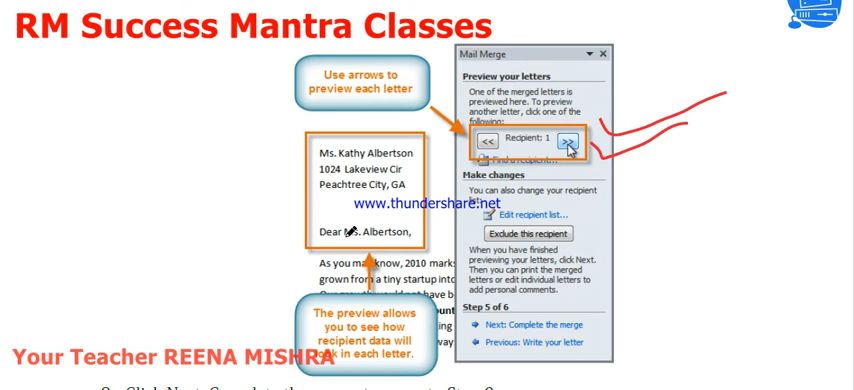 RM Success Mantra Classes
Use arrows to
preview each letter
Mail Merge
Preview your letters
One of the merged letters is
previewed here. To preview
another letter, click one of the
following:
<< Recipient: 1 >>
Find a recipient...
Make changes
You can also change your recipient
list:
Edit recipient list...
Exclude this recipient
When you have finished
previewing your letters, click Next.
Then you can print the merged
letters or edit individual letters to
add personal comments.
Step 5 of 6
Next: Complete the merge
Previous: Write your letter
Ms. Kathy Albertson
1024 Lakeview Cir
Peachtree City, GA
www.thundershare.net
Dear Ms. Albertson,
As you may know, 2010 marks
grown from a tiny startup into
have be
The preview allows
you to see how
recipient data will
look in each letter.
way
Your Teacher REENA MISHRA